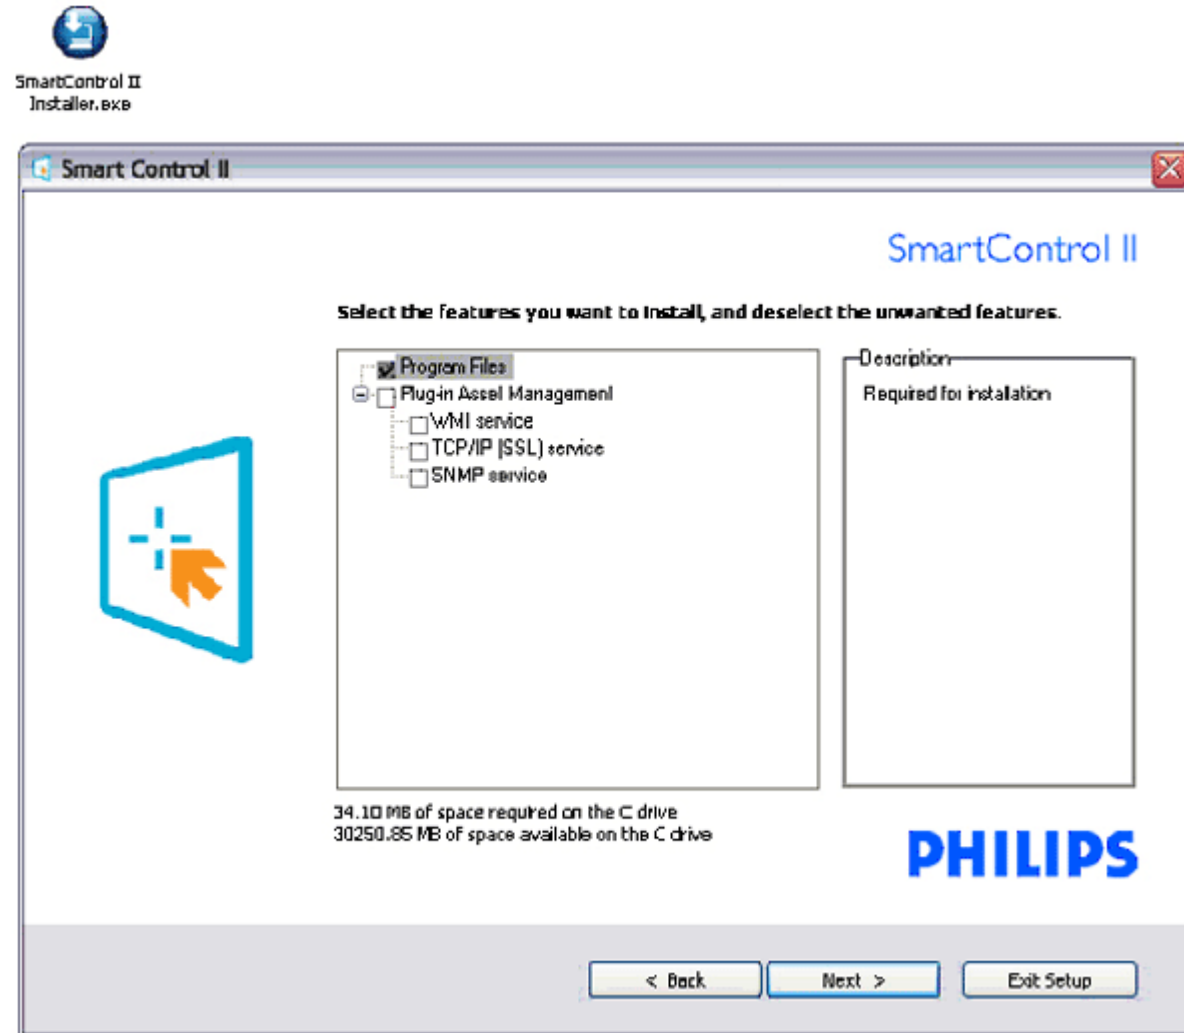 SmartControl II
Installer.exe
Smart Control II
SmartControl II
Select the features you want to install, and deselect the unwanted features.
Program Files
Plug-in Asset Management
WMI service
TCP/IP (SSL) service
SNMP service
Description
Required for installation
34.10 MB of space required on the C drive
30250.85 MB of space available on the C drive
PHILIPS
< Back
Next >
Exit Setup